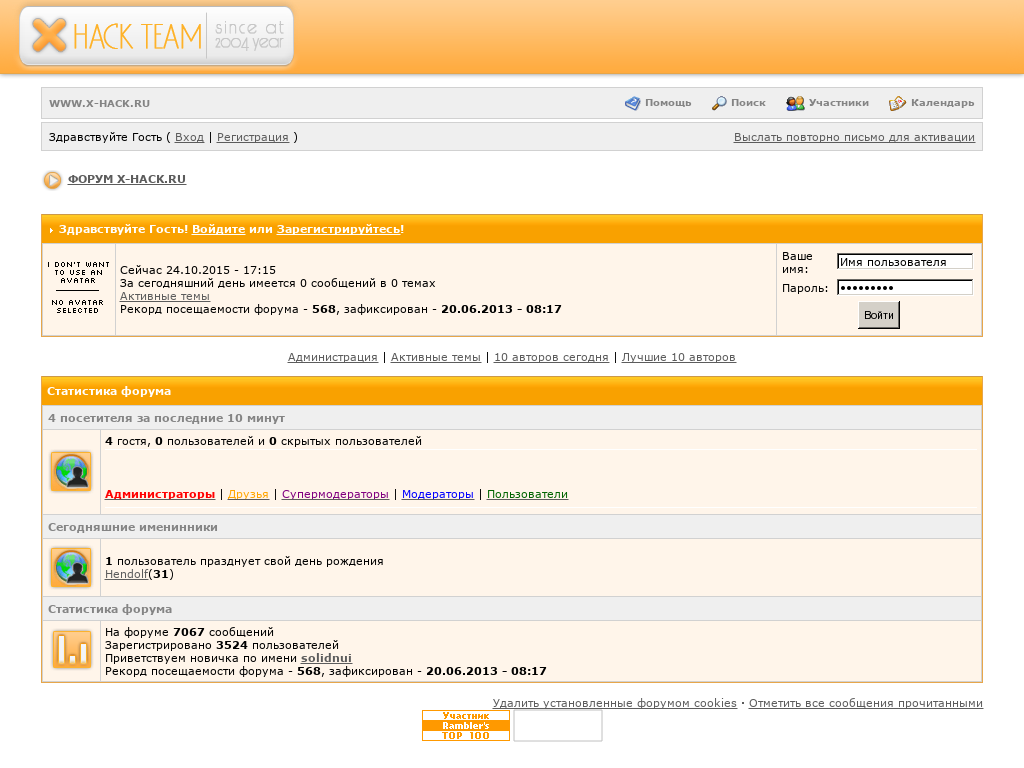 HACK TEAM since at 2004 year
WWW.X-HACK.RU Помощь Поиск Участники Календарь
Здравствуйте Гость ( Вход | Регистрация ) Выслать повторно письмо для активации
ФОРУМ X-HACK.RU
Здравствуйте Гость! Войдите или Зарегистрируйтесь!
I DON'T WANT
TO USE AN
AVATAR
NO AVATAR
SELECTED
Сейчас 24.10.2015 - 17:15
За сегодняшний день имеется 0 сообщений в 0 темах
Активные темы
Рекорд посещаемости форума - 568, зафиксирован - 20.06.2013 - 08:17
Ваше имя: Имя пользователя
Пароль: •••••••••
Войти
Администрация | Активные темы | 10 авторов сегодня | Лучшие 10 авторов
Статистика форума
4 посетителя за последние 10 минут
4 гостя, 0 пользователей и 0 скрытых пользователей
Администраторы | Друзья | Супермодераторы | Модераторы | Пользователи
Сегодняшние именинники
1 пользователь празднует свой день рождения
Hendolf(31)
Статистика форума
На форуме 7067 сообщений
Зарегистрировано 3524 пользователей
Приветствуем новичка по имени solidnui
Рекорд посещаемости форума - 568, зафиксирован - 20.06.2013 - 08:17
Удалить установленные форумом cookies · Отметить все сообщения прочитанными
Участник
Rambler's
TOP 100